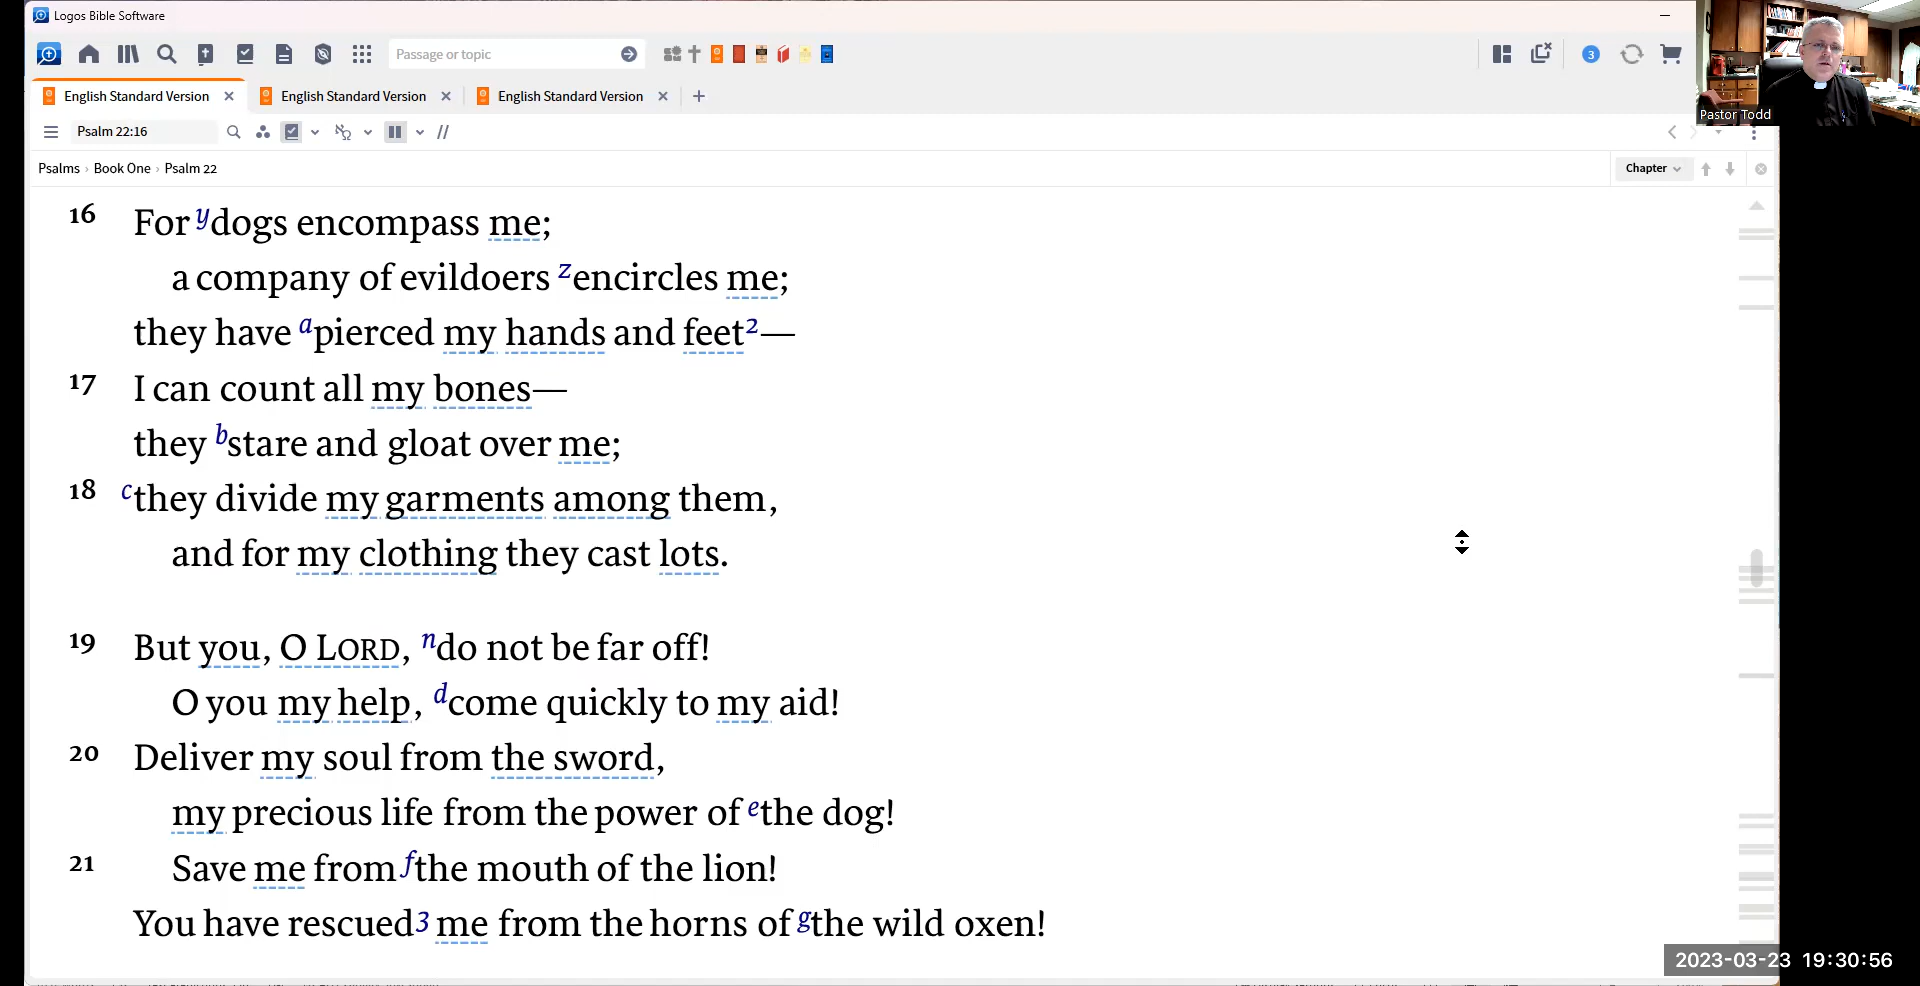 Logos Bible Software
Passage or topic
3
English Standard Version
English Standard Version
English Standard Version
Psalm 22:16
Pastor Todd
Psalms › Book One › Psalm 22
Chapter
16 For ydogs encompass me;
a company of evildoers zencircles me;
they have apierced my hands and feet2—
17 I can count all my bones—
they bstare and gloat over me;
18 cthey divide my garments among them,
and for my clothing they cast lots.
19 But you, O LORD, ndo not be far off!
O you my help, dcome quickly to my aid!
20 Deliver my soul from the sword,
my precious life from the power of ethe dog!
21 Save me from fthe mouth of the lion!
You have rescued3 me from the horns of gthe wild oxen!
2023-03-23 19:30:56